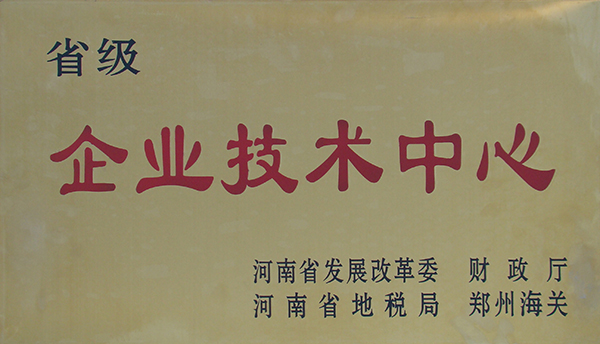 省级
企业技术中心
河南省发展改革委 财政厅
河南省地税局 郑州海关